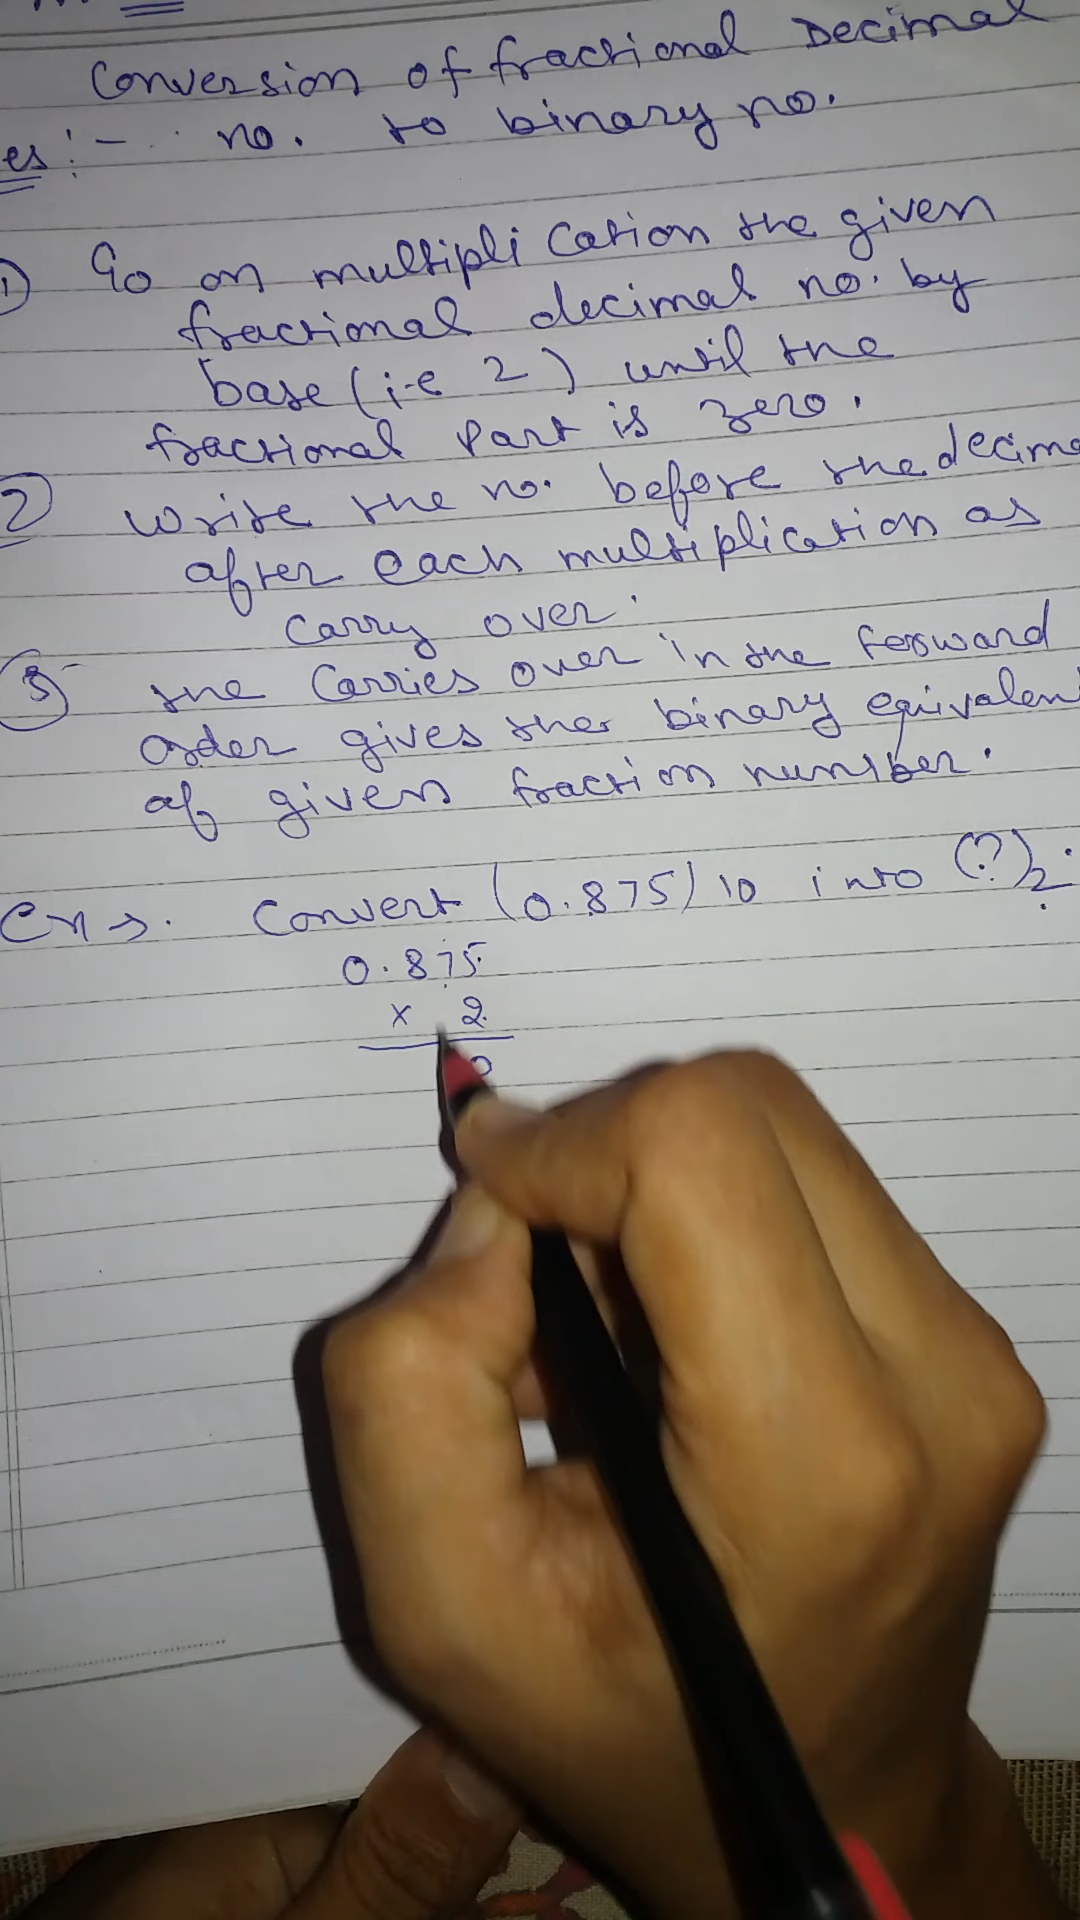 Conversion of fractional Decimal
es:- no. to binary no.
1) Go on multiplication the given
fractional decimal no. by
base (i.e 2) until the
fractional Part is zero.
2 write the no. before the decima
after each multiplication as
carry over.
3 the Carries over in the forward
order gives the binary equivalent
of given fraction number.
Convert (0.875)10 into (?)2.
0.875
x 2
0